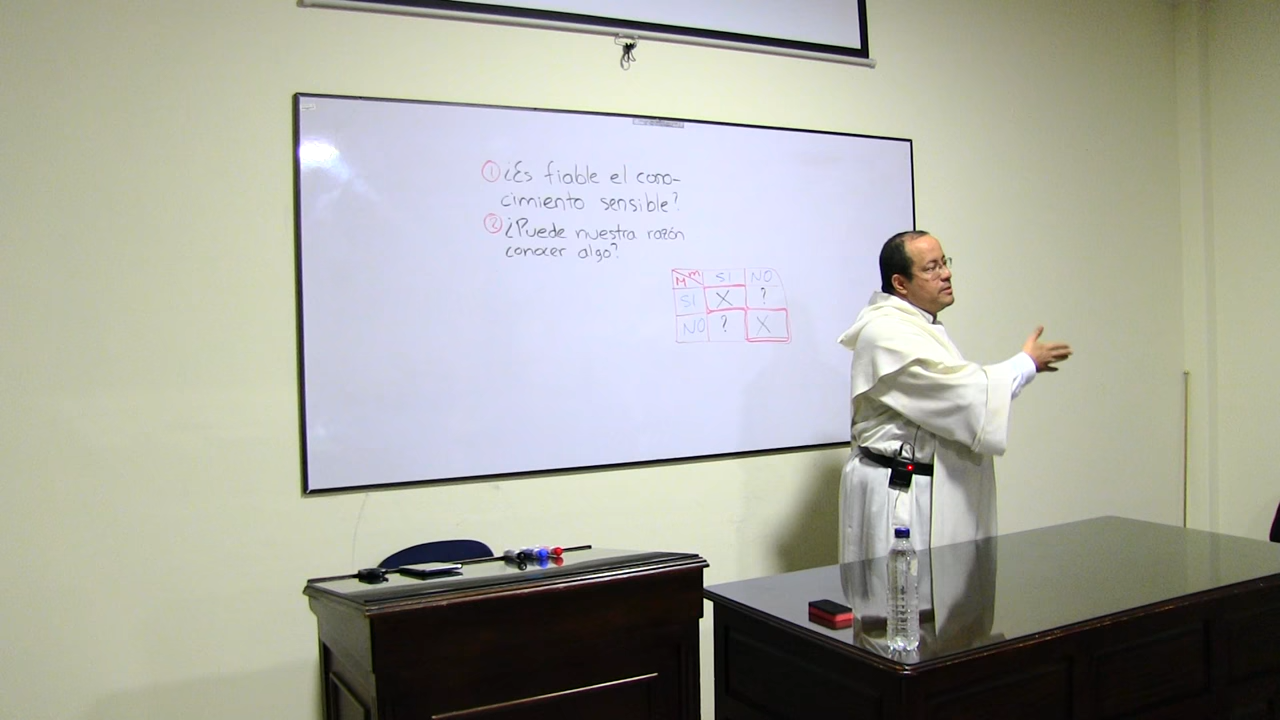 1 ¿Es fiable el cono-
cimiento sensible?
2 ¿Puede nuestra razón
conocer algo?
M m SI NO
SI X ?
NO ? X